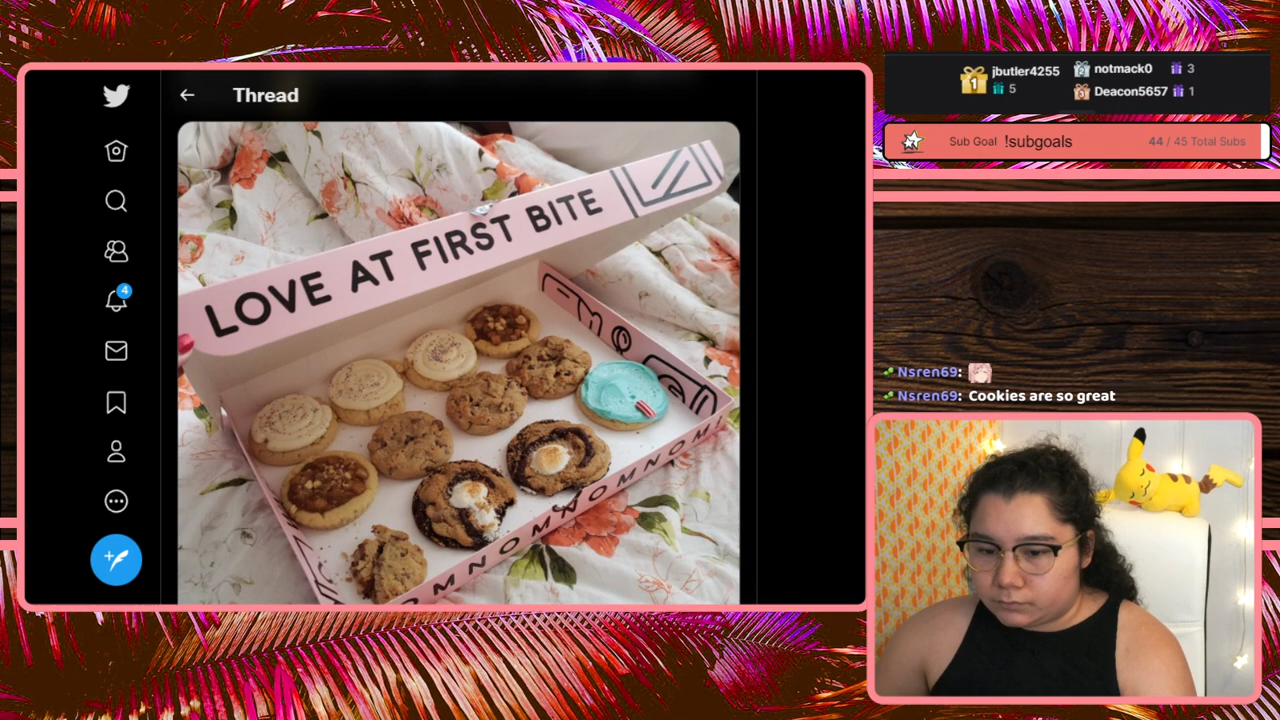 Thread
LOVE AT FIRST BITE
OMNOMNOMNOMNOM
4
jbutler4255
5
notmack0 3
Deacon5657 1
Sub Goal !subgoals 44 / 45 Total Subs
Nsren69:
Nsren69: Cookies are so great